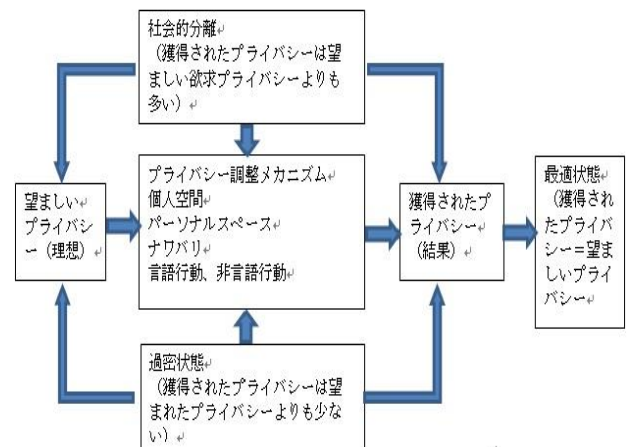 社会的分離↵
（獲得されたプライバシーは望
ましい欲求プライバシーよりも
多い）↵
望ましい↵
プライバシ
ー（理想）↵
プライバシー調整メカニズム↵
個人空間↵
パーソナルスペース↵
ナワバリ↵
言語行動、非言語行動↵
獲得されたプ
ライバシー↵
（結果）↵
最適状態↵
（獲得され
たプライバ
シー＝望ま
しいプライ
バシー↵
過密状態↵
（獲得されたプライバシーは望
まれたプライバシーよりも少な
い）↵